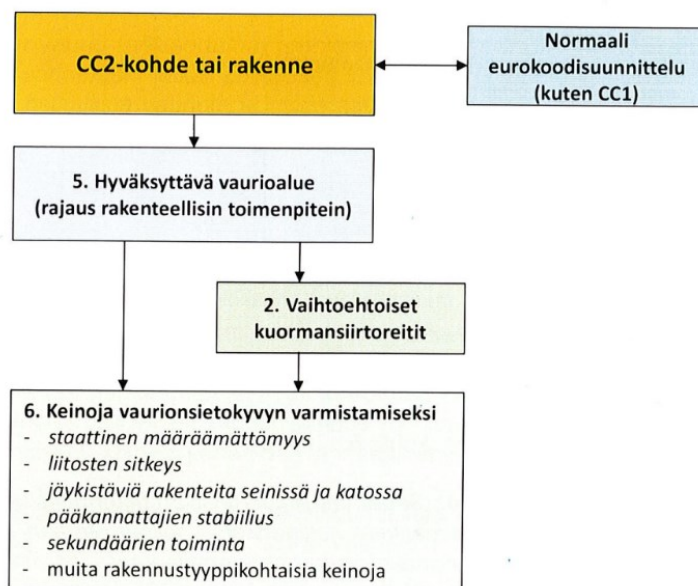 CC2-kohde tai rakenne
Normaali
eurokoodisuunnittelu
(kuten CC1)
5. Hyväksyttävä vaurioalue
(rajaus rakenteellisin toimenpitein)
2. Vaihtoehtoiset
kuormansiirtoreitit
6. Keinoja vaurionsietokyvyn varmistamiseksi
- staattinen määräämättömyys
- liitosten sitkeys
- jäykistäviä rakenteita seinissä ja katossa
- pääkannattajien stabiilius
- sekundäärien toiminta
- muita rakennustyyppikohtaisia keinoja